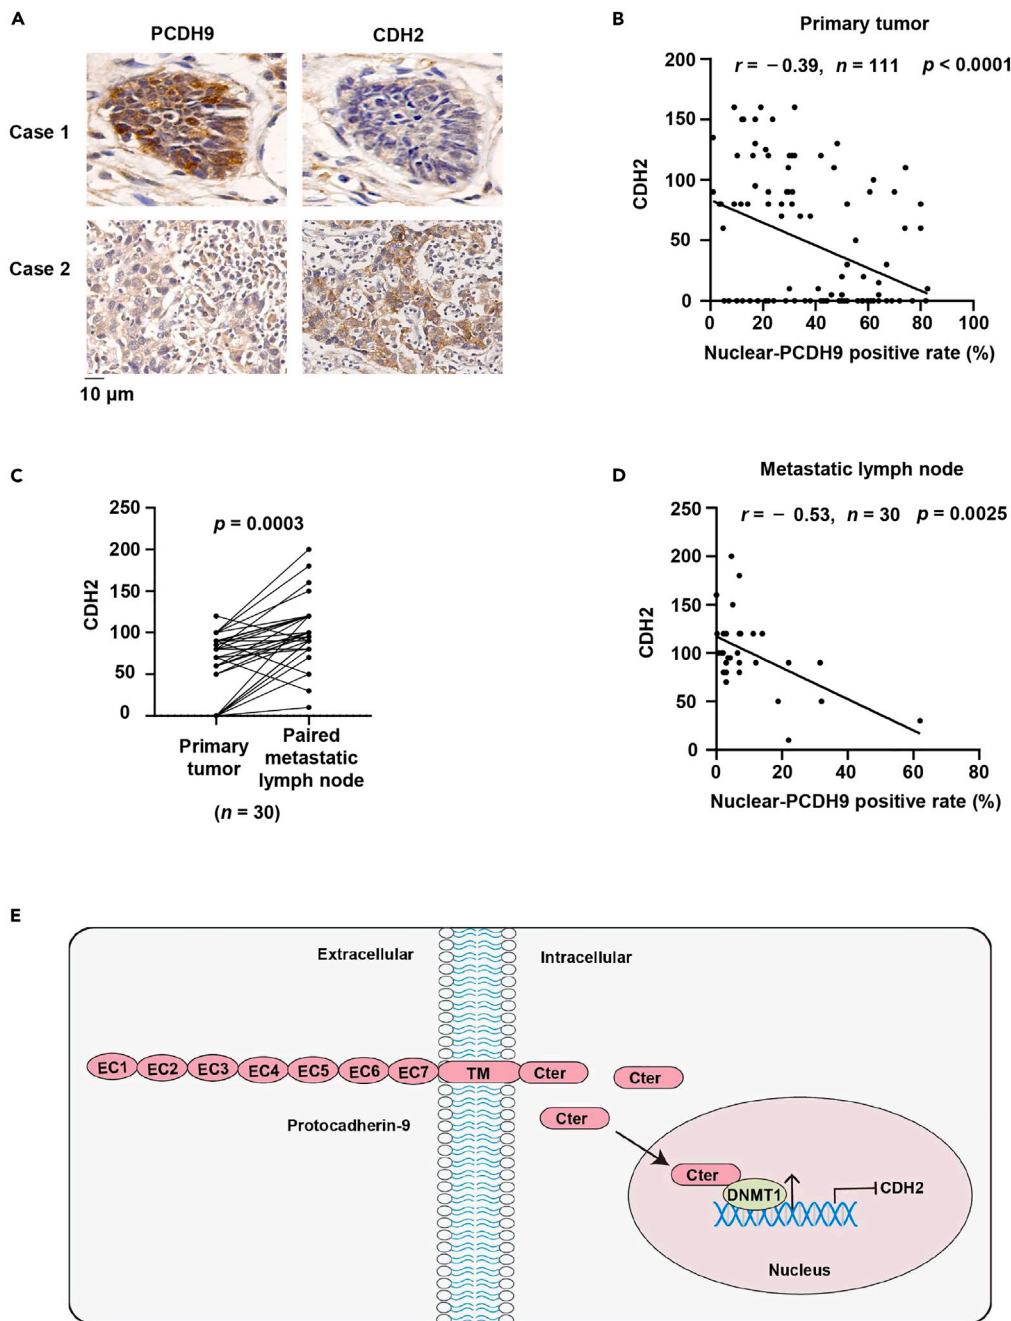 A
PCDH9
CDH2
Case 1
Case 2
10 µm
B
Primary tumor
r = − 0.39, n = 111 p < 0.0001
200
150
100
50
0
CDH2
0 20 40 60 80 100
Nuclear-PCDH9 positive rate (%)
C
p = 0.0003
250
200
150
100
50
0
CDH2
Primary
tumor
Paired
metastatic
lymph node
(n = 30)
D
Metastatic lymph node
r = − 0.53, n = 30 p = 0.0025
250
200
150
100
50
0
CDH2
0 20 40 60 80
Nuclear-PCDH9 positive rate (%)
E
Extracellular
Intracellular
EC1 EC2 EC3 EC4 EC5 EC6 EC7 TM Cter
Cter
Protocadherin-9
Cter
Cter
DNMT1
CDH2
Nucleus